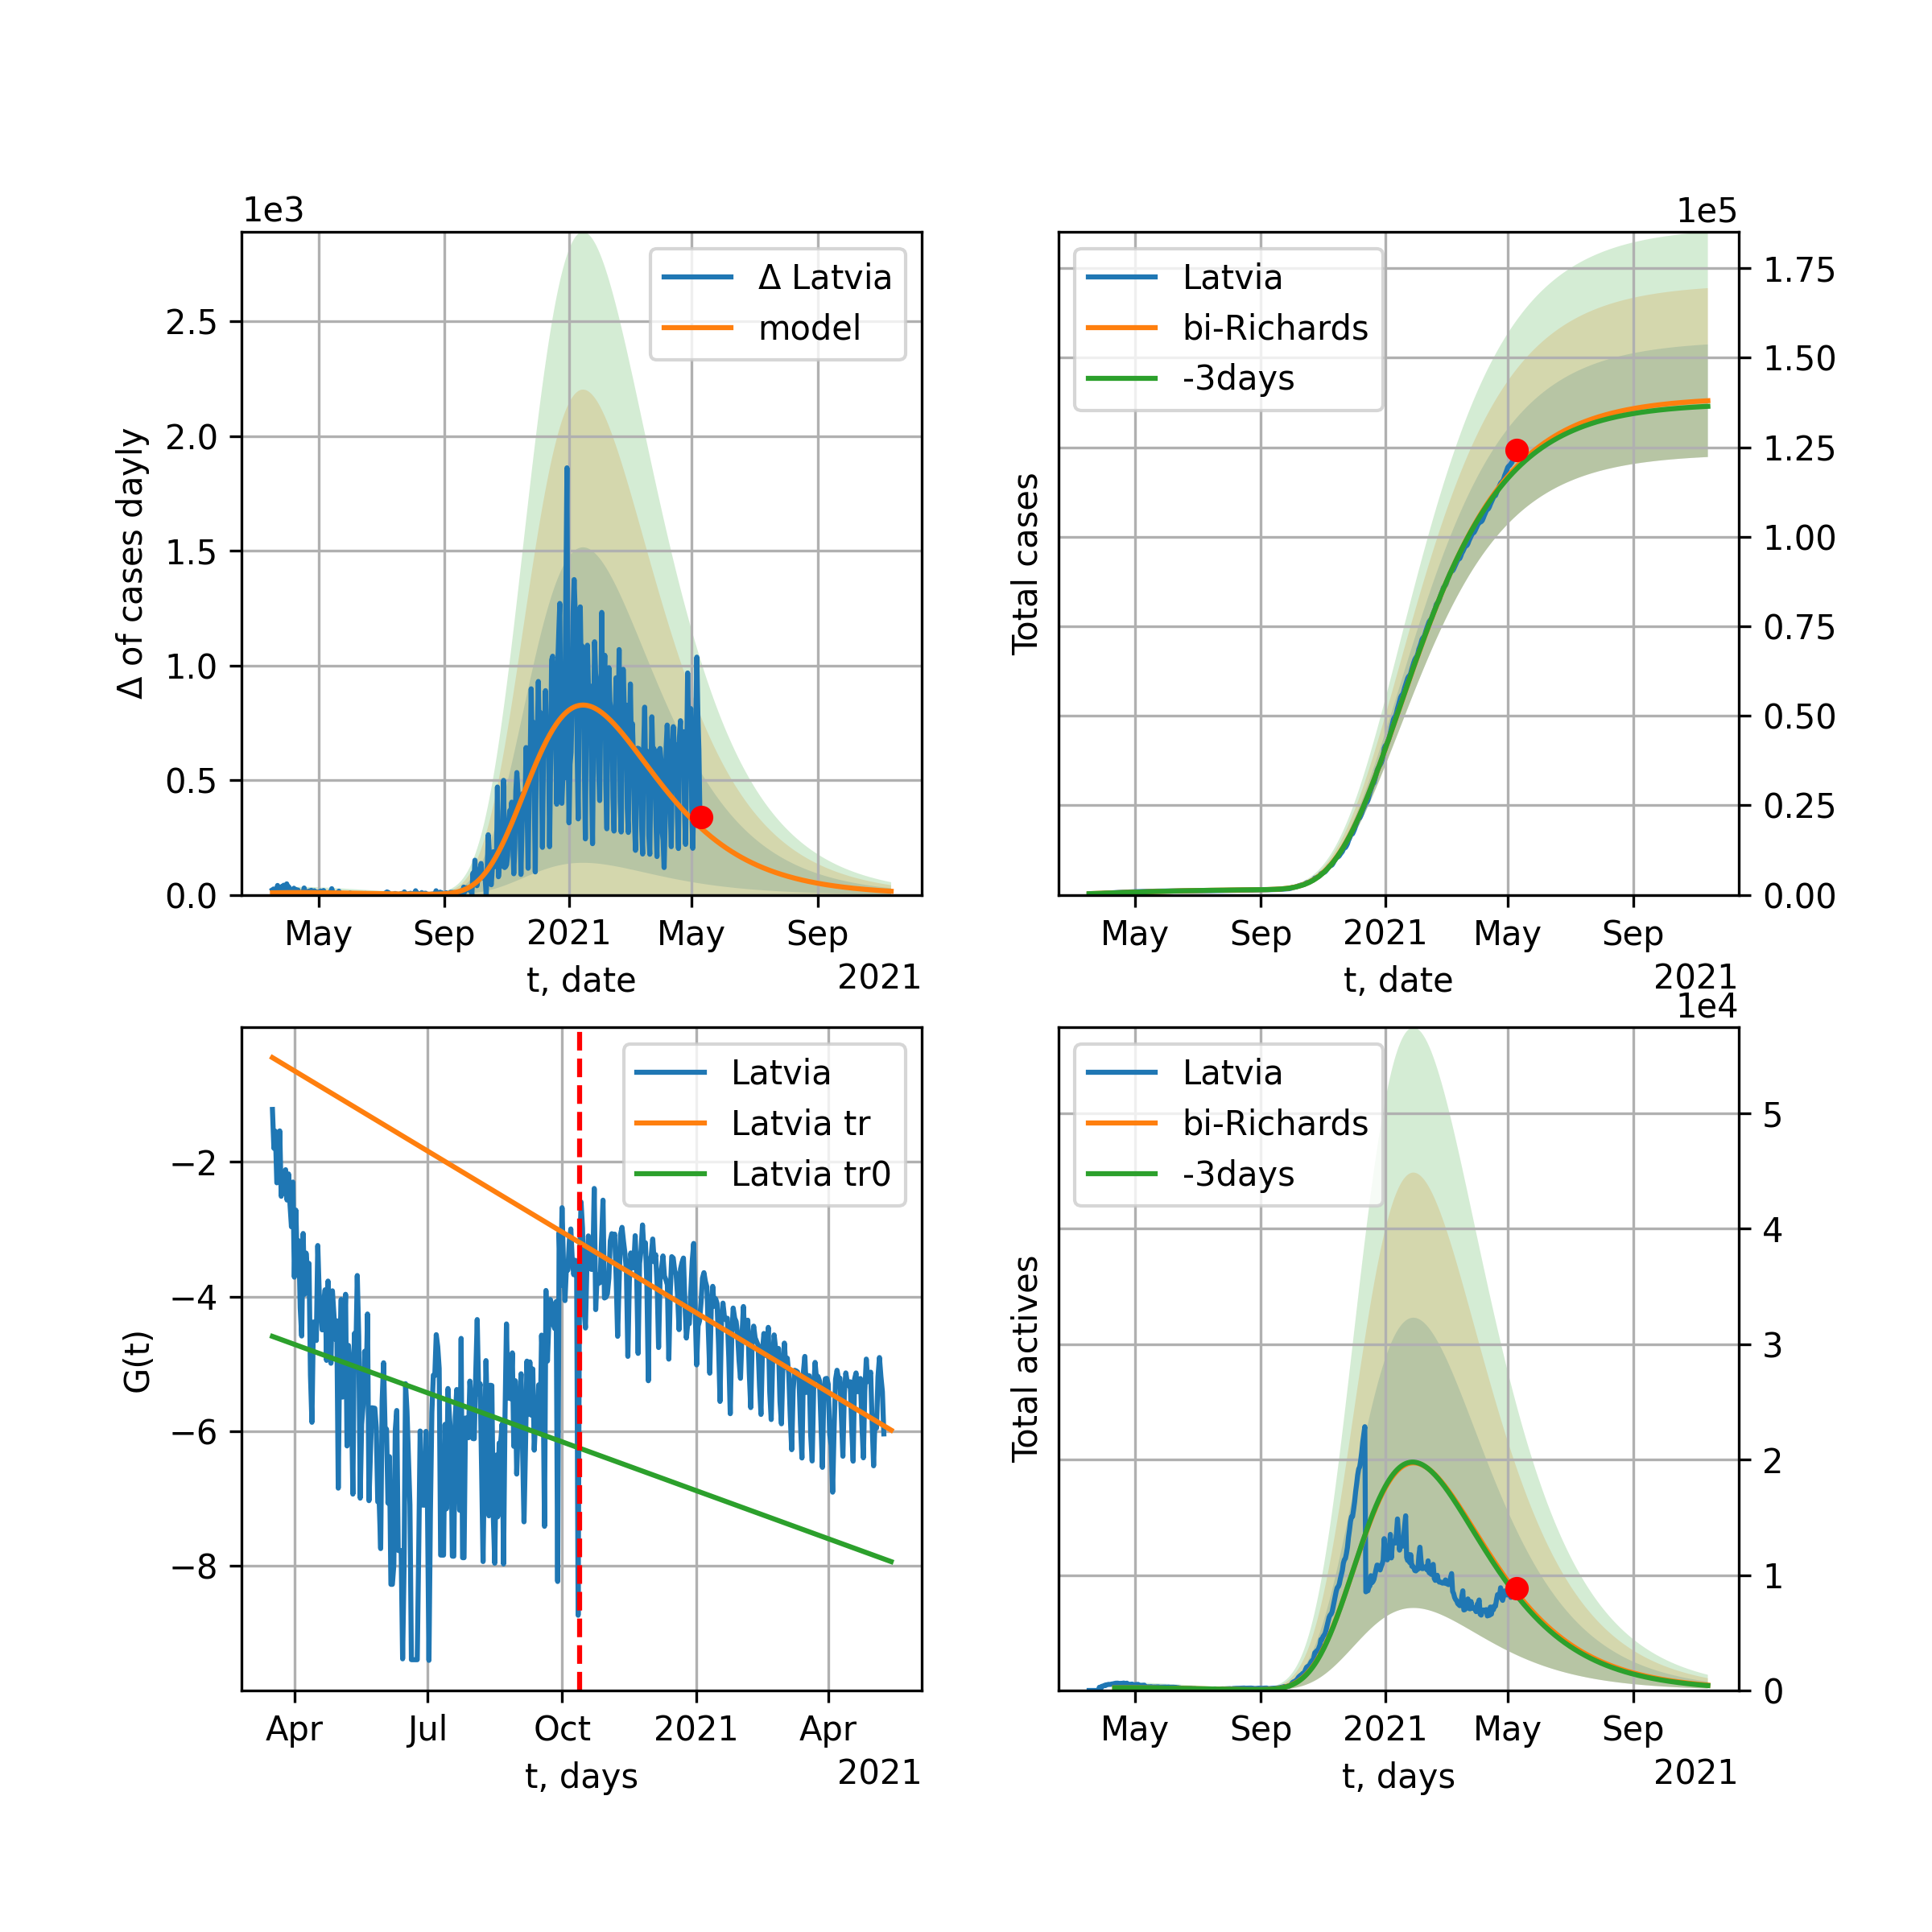 1e3
Δ of cases dayly
2.5
2.0
1.5
1.0
0.5
0.0
Δ Latvia
model
May Sep 2021 May Sep
t, date
2021
1e5
Total cases
Latvia
bi-Richards
-3days
1.75
1.50
1.25
1.00
0.75
0.50
0.25
0.00
May Sep 2021 May Sep
t, date
2021
G(t)
−2
−4
−6
−8
Latvia
Latvia tr
Latvia tr0
Apr Jul Oct 2021 Apr
t, days
2021
1e4
Total actives
Latvia
bi-Richards
-3days
5
4
3
2
1
0
May Sep 2021 May Sep
t, days
2021